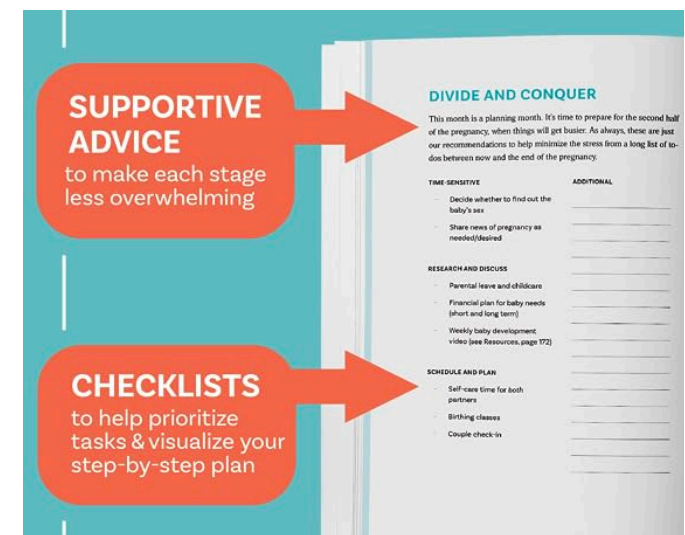 SUPPORTIVE
ADVICE
to make each stage
less overwhelming
CHECKLISTS
to help prioritize
tasks & visualize your
step-by-step plan
DIVIDE AND CONQUER
This month is a planning month. It's time to prepare for the second half
of the pregnancy, when things will get busier. As always, these are just
our recommendations to help minimize the stress from a long list of to-
dos between now and the end of the pregnancy.
TIME-SENSITIVE
Decide whether to find out the
baby's sex
Share news of pregnancy as
needed/desired
RESEARCH AND DISCUSS
Parental leave and childcare
Financial plan for baby needs
(short and long term)
Weekly baby development
video (see Resources, page 172)
SCHEDULE AND PLAN
Self-care time for both
partners
Birthing classes
Couple check-in
ADDITIONAL